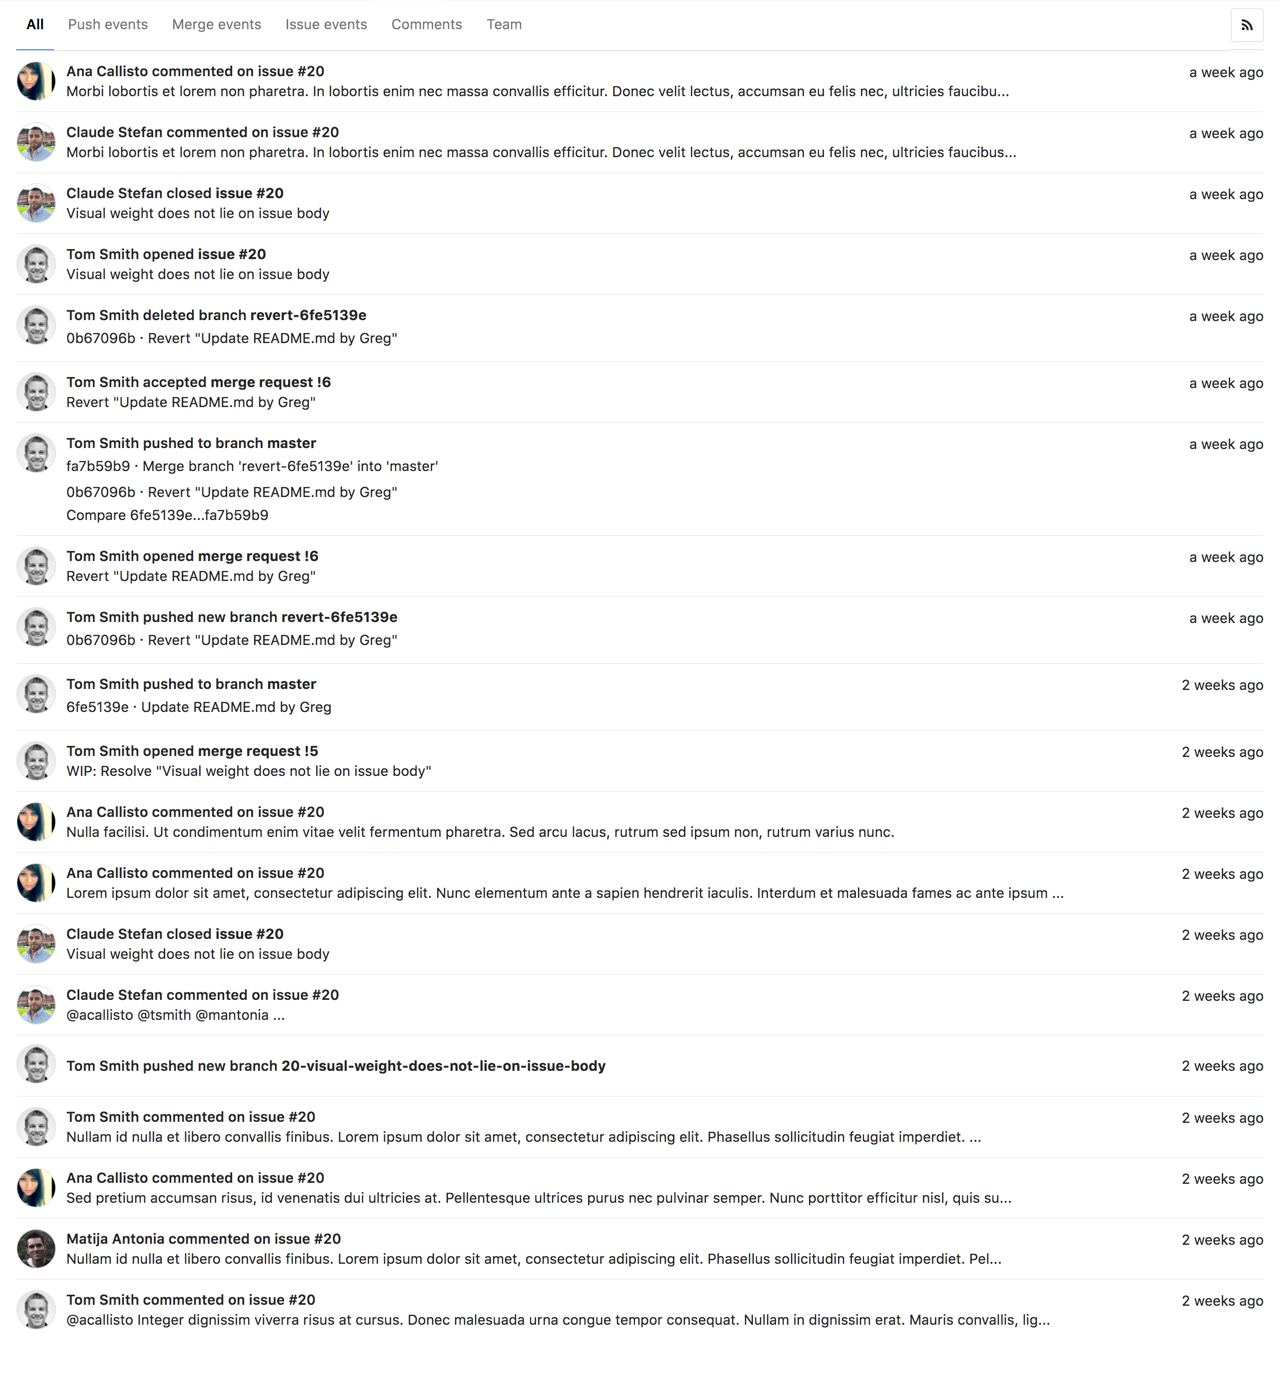 All Push events Merge events Issue events Comments Team
Ana Callisto commented on issue #20 a week ago
Morbi lobortis et lorem non pharetra. In lobortis enim nec massa convallis efficitur. Donec velit lectus, accumsan eu felis nec, ultricies faucibu...
Claude Stefan commented on issue #20 a week ago
Morbi lobortis et lorem non pharetra. In lobortis enim nec massa convallis efficitur. Donec velit lectus, accumsan eu felis nec, ultricies faucibus...
Claude Stefan closed issue #20 a week ago
Visual weight does not lie on issue body
Tom Smith opened issue #20 a week ago
Visual weight does not lie on issue body
Tom Smith deleted branch revert-6fe5139e a week ago
0b67096b · Revert "Update README.md by Greg"
Tom Smith accepted merge request !6 a week ago
Revert "Update README.md by Greg"
Tom Smith pushed to branch master a week ago
fa7b59b9 · Merge branch 'revert-6fe5139e' into 'master'
0b67096b · Revert "Update README.md by Greg"
Compare 6fe5139e...fa7b59b9
Tom Smith opened merge request !6 a week ago
Revert "Update README.md by Greg"
Tom Smith pushed new branch revert-6fe5139e a week ago
0b67096b · Revert "Update README.md by Greg"
Tom Smith pushed to branch master 2 weeks ago
6fe5139e · Update README.md by Greg
Tom Smith opened merge request !5 2 weeks ago
WIP: Resolve "Visual weight does not lie on issue body"
Ana Callisto commented on issue #20 2 weeks ago
Nulla facilisi. Ut condimentum enim vitae velit fermentum pharetra. Sed arcu lacus, rutrum sed ipsum non, rutrum varius nunc.
Ana Callisto commented on issue #20 2 weeks ago
Lorem ipsum dolor sit amet, consectetur adipiscing elit. Nunc elementum ante a sapien hendrerit iaculis. Interdum et malesuada fames ac ante ipsum ...
Claude Stefan closed issue #20 2 weeks ago
Visual weight does not lie on issue body
Claude Stefan commented on issue #20 2 weeks ago
@acallisto @tsmith @mantonia ...
Tom Smith pushed new branch 20-visual-weight-does-not-lie-on-issue-body 2 weeks ago
Tom Smith commented on issue #20 2 weeks ago
Nullam id nulla et libero convallis finibus. Lorem ipsum dolor sit amet, consectetur adipiscing elit. Phasellus sollicitudin feugiat imperdiet. ...
Ana Callisto commented on issue #20 2 weeks ago
Sed pretium accumsan risus, id venenatis dui ultricies at. Pellentesque ultrices purus nec pulvinar semper. Nunc porttitor efficitur nisl, quis su...
Matija Antonia commented on issue #20 2 weeks ago
Nullam id nulla et libero convallis finibus. Lorem ipsum dolor sit amet, consectetur adipiscing elit. Phasellus sollicitudin feugiat imperdiet. Pel...
Tom Smith commented on issue #20 2 weeks ago
@acallisto Integer dignissim viverra risus at cursus. Donec malesuada urna congue tempor consequat. Nullam in dignissim erat. Mauris convallis, lig...